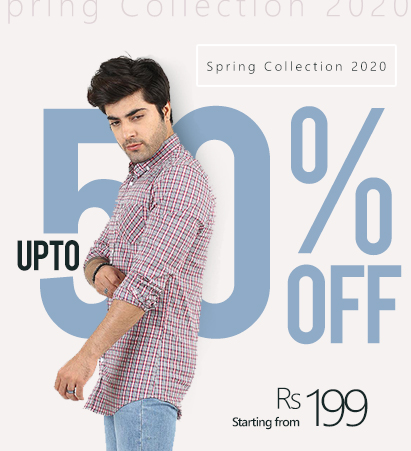 pring Collection 2020
Spring Collection 2020
UPTO
50%
OFF
Rs 199
Starting from